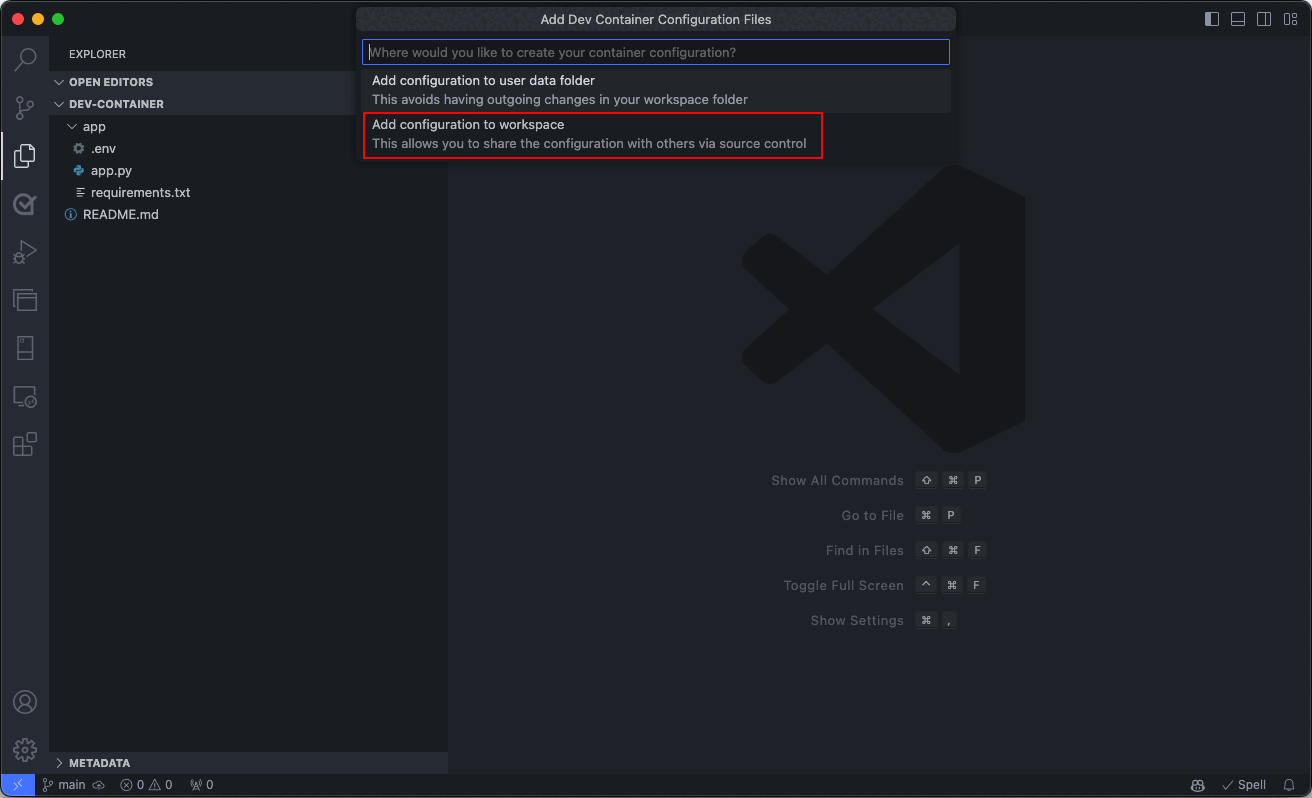 Add Dev Container Configuration Files
Where would you like to create your container configuration?
Add configuration to user data folder
This avoids having outgoing changes in your workspace folder
Add configuration to workspace
This allows you to share the configuration with others via source control
EXPLORER
OPEN EDITORS
DEV-CONTAINER
app
.env
app.py
requirements.txt
README.md
Show All Commands ⇧ ⌘ P
Go to File ⌘ P
Find in Files ⇧ ⌘ F
Toggle Full Screen ^ ⌘ F
Show Settings ⌘ ,
METADATA
main 0 0 0 Spell